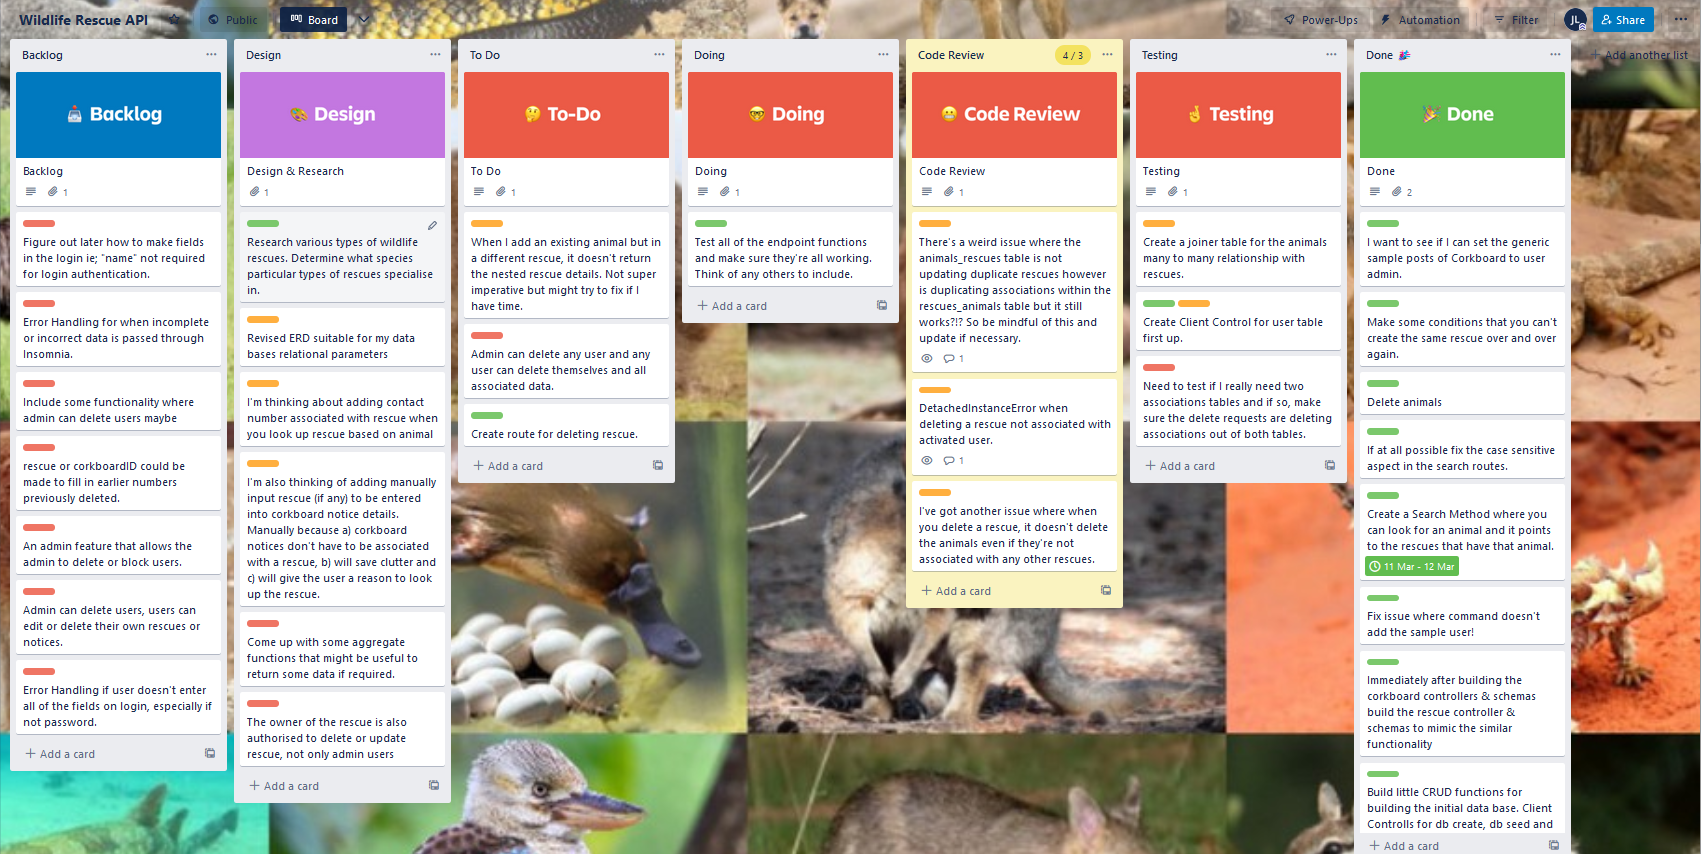 Wildlife Rescue API
Public
Board
Power-Ups
Automation
Filter
JL
Share
Backlog
Backlog
Backlog
1
Figure out later how to make fields
in the login ie; "name" not required
for login authentication.
Error Handling for when incomplete
or incorrect data is passed through
Insomnia.
Include some functionality where
admin can delete users maybe
rescue or corkboardID could be
made to fill in earlier numbers
previously deleted.
An admin feature that allows the
admin to delete or block users.
Admin can delete users, users can
edit or delete their own rescues or
notices.
Error Handling if user doesn't enter
all of the fields on login, especially if
not password.
+ Add a card
Design
Design
Design & Research
1
Research various types of wildlife
rescues. Determine what species
particular types of rescues specialise
in.
Revised ERD suitable for my data
bases relational parameters
I'm thinking about adding contact
number associated with rescue when
you look up rescue based on animal
I'm also thinking of adding manually
input rescue (if any) to be entered
into corkboard notice details.
Manually because a) corkboard
notices don't have to be associated
with a rescue, b) will save clutter and
c) will give the user a reason to look
up the rescue.
Come up with some aggregate
functions that might be useful to
return some data if required.
The owner of the rescue is also
authorised to delete or update
rescue, not only admin users
+ Add a card
To Do
To-Do
To Do
1
When I add an existing animal but in
a different rescue, it doesn't return
the nested rescue details. Not super
imperative but might try to fix if I
have time.
Admin can delete any user and any
user can delete themselves and all
associated data.
Create route for deleting rescue.
+ Add a card
Doing
Doing
Doing
1
Test all of the endpoint functions
and make sure they're all working.
Think of any others to include.
+ Add a card
Code Review
4 / 3
Code Review
Code Review
1
There's a weird issue where the
animals_rescues table is not
updating duplicate rescues however
is duplicating associations within the
rescues_animals table but it still
works?!? So be mindful of this and
update if necessary.
1
DetachedInstanceError when
deleting a rescue not associated with
activated user.
1
I've got another issue where when
you delete a rescue, it doesn't delete
the animals even if they're not
associated with any other rescues.
+ Add a card
Testing
Testing
Testing
1
Create a joiner table for the animals
many to many relationship with
rescues.
Create Client Control for user table
first up.
Need to test if I really need two
associations tables and if so, make
sure the delete requests are deleting
associations out of both tables.
+ Add a card
Done
Done
Done
2
I want to see if I can set the generic
sample posts of Corkboard to user
admin.
Make some conditions that you can't
create the same rescue over and over
again.
Delete animals
If at all possible fix the case sensitive
aspect in the search routes.
Create a Search Method where you
can look for an animal and it points
to the rescues that have that animal.
11 Mar - 12 Mar
Fix issue where command doesn't
add the sample user!
Immediately after building the
corkboard controllers & schemas
build the rescue controller &
schemas to mimic the similar
functionality
Build little CRUD functions for
building the initial data base. Client
Controlls for db create, db seed and
+ Add a card
+ Add another list